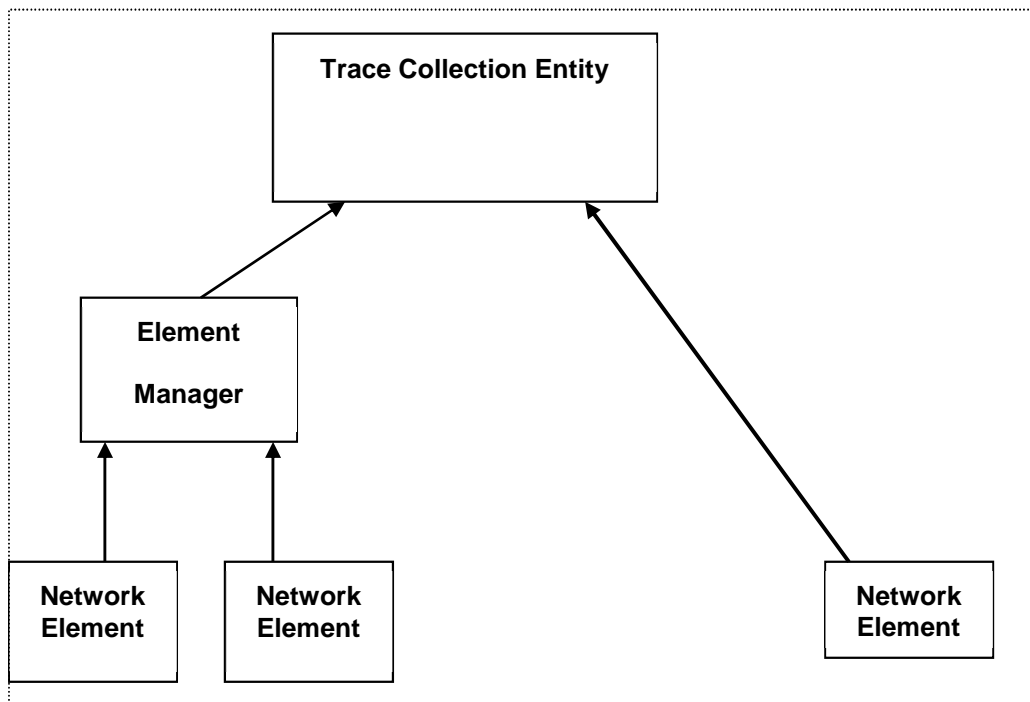 Trace Collection Entity
Element
Manager
Network
Element
Network
Element
Network
Element